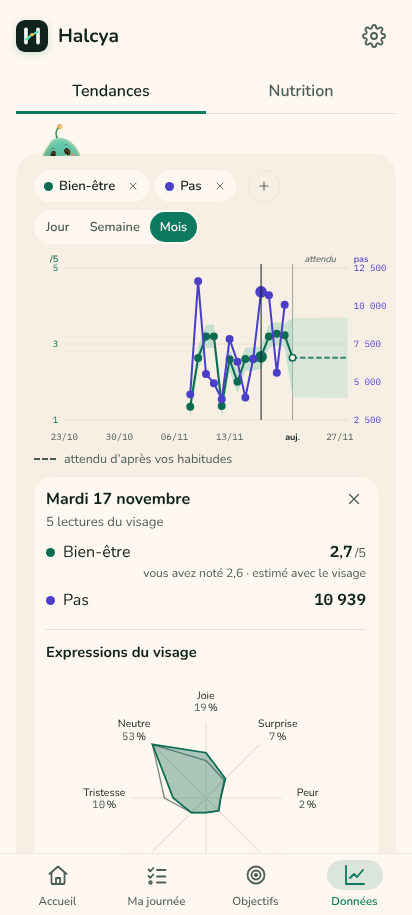 Halcya
Tendances
Nutrition
Bien-être ×
Pas ×
+
Jour
Semaine
Mois
/5
attendu
pas
5
12 500
10 000
3
7 500
5 000
1
2 500
23/10
30/10
06/11
13/11
auj.
27/11
attendu d’après vos habitudes
Mardi 17 novembre
5 lectures du visage
Bien-être
2,7 /5
vous avez noté 2,6 · estimé avec le visage
Pas
10 939
Expressions du visage
Joie
19 %
Neutre
53 %
Surprise
7 %
Tristesse
10 %
Peur
2 %
Accueil
Ma journée
Objectifs
Données